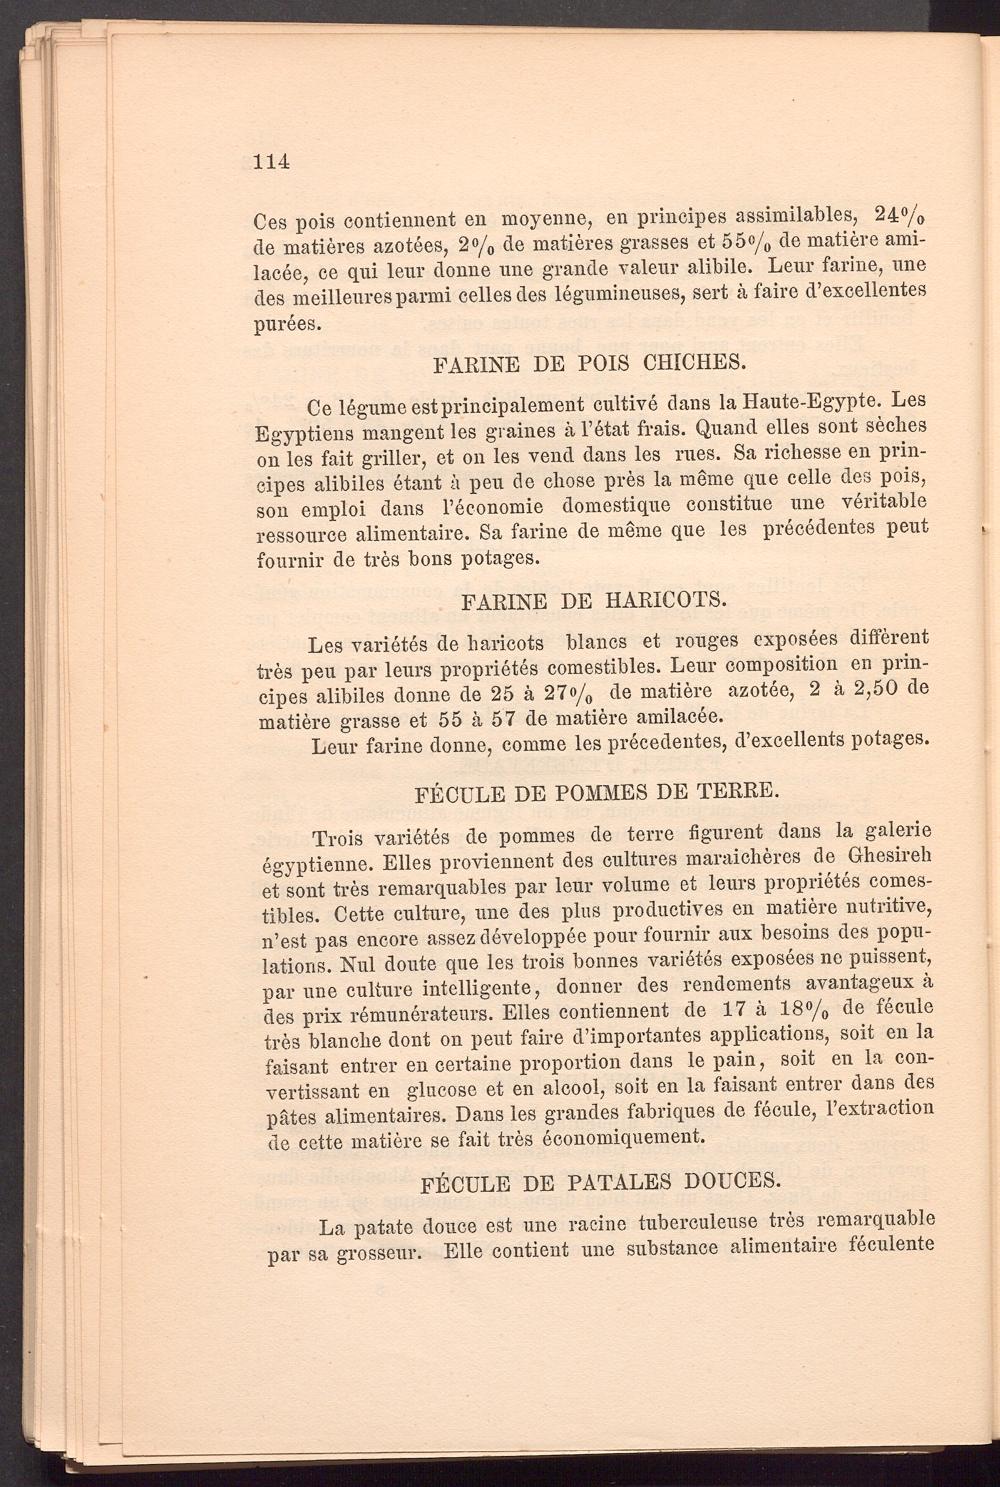 114
Ces pois contiennent en moyenne, en principes assimilables, 24%
de matières azotées, 2% de matières grasses et 55% de matière ami-
lacée, ce qui leur donne une grande valeur alibile. Leur farine, une
des meilleures parmi celles des légumineuses, sert à faire d'excellentes
purées.
FARINE DE POIS CHICHES.
Ce légume est principalement cultivé dans la Haute-Egypte. Les
Egyptiens mangent les graines à l'état frais. Quand elles sont sèches
on les fait griller, et on les vend dans les rues. Sa richesse en prin-
cipes alibiles étant à peu de chose près la même que celle des pois,
son emploi dans l'économie domestique constitue une véritable
ressource alimentaire. Sa farine de même que les précédentes peut
fournir de très bons potages.
FARINE DE HARICOTS.
Les variétés de haricots blancs et rouges exposées diffèrent
très peu par leurs propriétés comestibles. Leur composition en prin-
cipes alibiles donne de 25 à 27% de matière azotée, 2 à 2,50 de
matière grasse et 55 à 57 de matière amilacée.
Leur farine donne, comme les précedentes, d'excellents potages.
FÉCULE DE POMMES DE TERRE.
Trois variétés de pommes de terre figurent dans la galerie
égyptienne. Elles proviennent des cultures maraichères de Ghesireh
et sont très remarquables par leur volume et leurs propriétés comes-
tibles. Cette culture, une des plus productives en matière nutritive,
n'est pas encore assez développée pour fournir aux besoins des popu-
lations. Nul doute que les trois bonnes variétés exposées ne puissent,
par une culture intelligente, donner des rendements avantageux à
des prix rémunérateurs. Elles contiennent de 17 à 18% de fécule
très blanche dont on peut faire d'importantes applications, soit en la
faisant entrer en certaine proportion dans le pain, soit en la con-
vertissant en glucose et en alcool, soit en la faisant entrer dans des
pâtes alimentaires. Dans les grandes fabriques de fécule, l'extraction
de cette matière se fait très économiquement.
FÉCULE DE PATALES DOUCES.
La patate douce est une racine tuberculeuse très remarquable
par sa grosseur. Elle contient une substance alimentaire féculente